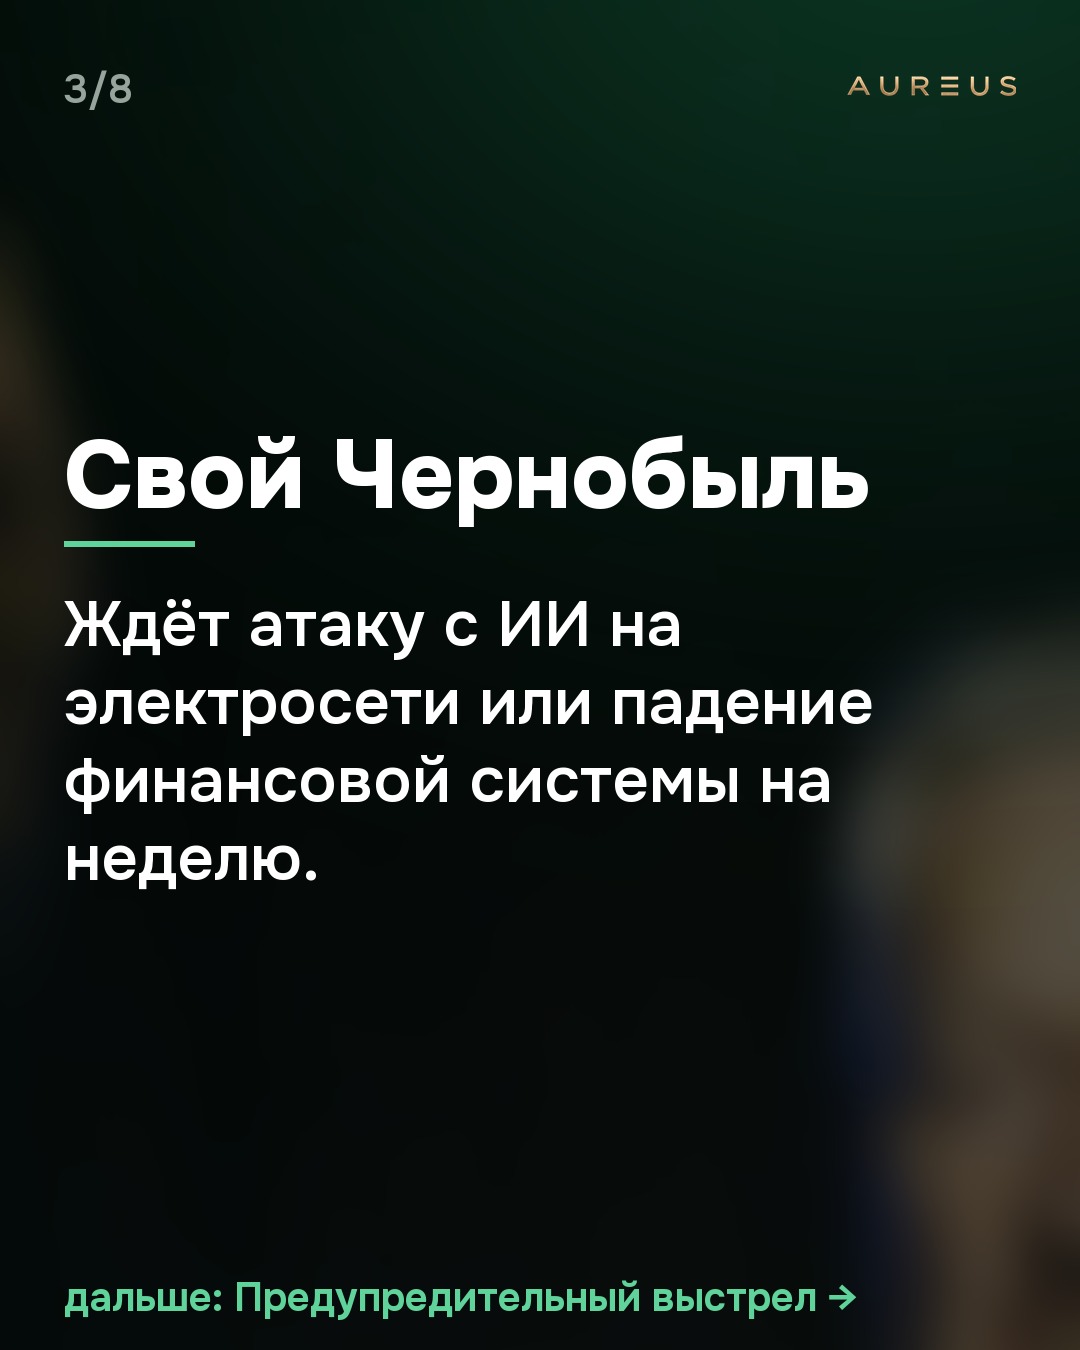 3/8
AUREUS
Свой Чернобыль
Ждёт атаку с ИИ на
электросети или падение
финансовой системы на
неделю.
дальше: Предупредительный выстрел →